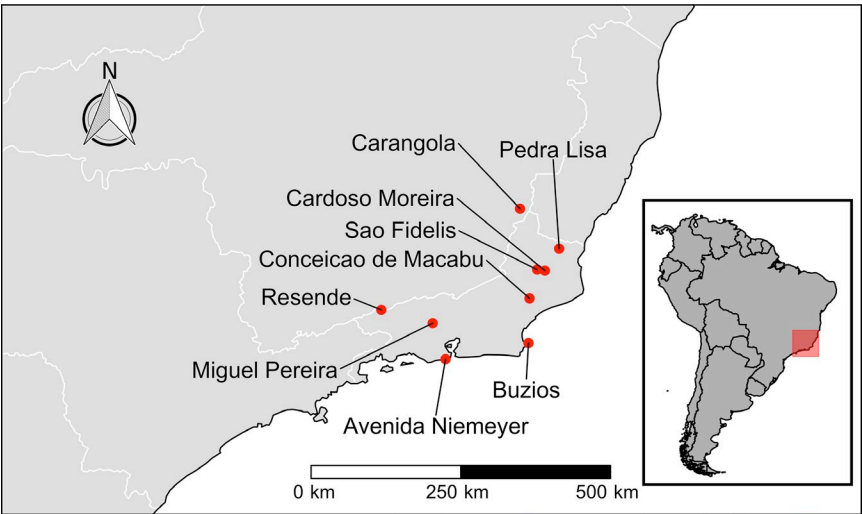 N
Carangola
Pedra Lisa
Cardoso Moreira
Sao Fidelis
Conceicao de Macabu
Resende
Miguel Pereira
Buzios
Avenida Niemeyer
0 km 250 km 500 km